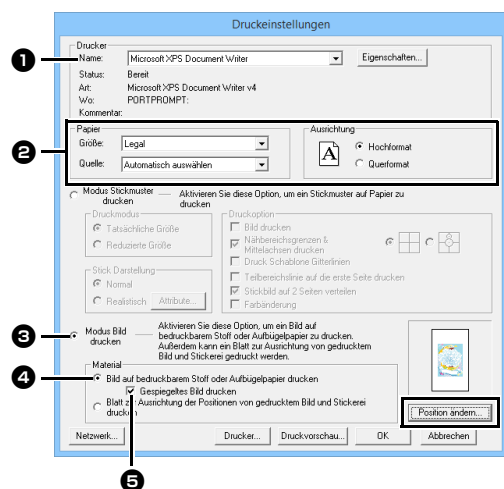 Druckeinstellungen
Drucker
1
Name: Microsoft XPS Document Writer Eigenschaften...
Status: Bereit
Art: Microsoft XPS Document Writer v4
Wo: PORTPROMPT:
Kommentar:
2
Papier
Größe: Legal
Quelle: Automatisch auswählen
Ausrichtung
A
Hochformat
Querformat
Modus Stickmuster drucken
Aktivieren Sie diese Option, um ein Stickmuster auf Papier zu
drucken
Druckmodus
Tatsächliche Größe
Reduzierte Größe
Stick Darstellung
Normal
Realistisch Attribute...
Druckoption
Bild drucken
Nähbereichsgrenzen &
Mittelachsen drucken
Druck Schablone Gitterlinien
Teilbereichslinie auf die erste Seite drucken
Stickbild auf 2 Seiten verteilen
Farbänderung
3
Modus Bild
drucken
Aktivieren Sie diese Option, um ein Bild auf
bedruckbarem Stoff oder Aufbügelpapier zu drucken.
Außerdem kann ein Blatt zur Ausrichtung von gedrucktem
Bild und Stickerei gedruckt werden.
Material
4
Bild auf bedruckbarem Stoff oder Aufbügelpapier drucken
Gespiegeltes Bild drucken
Blatt zur Ausrichtung der Positionen von gedrucktem Bild und Stickerei
drucken
Position ändern...
Netzwerk... Drucker... Druckvorschau... OK Abbrechen
5